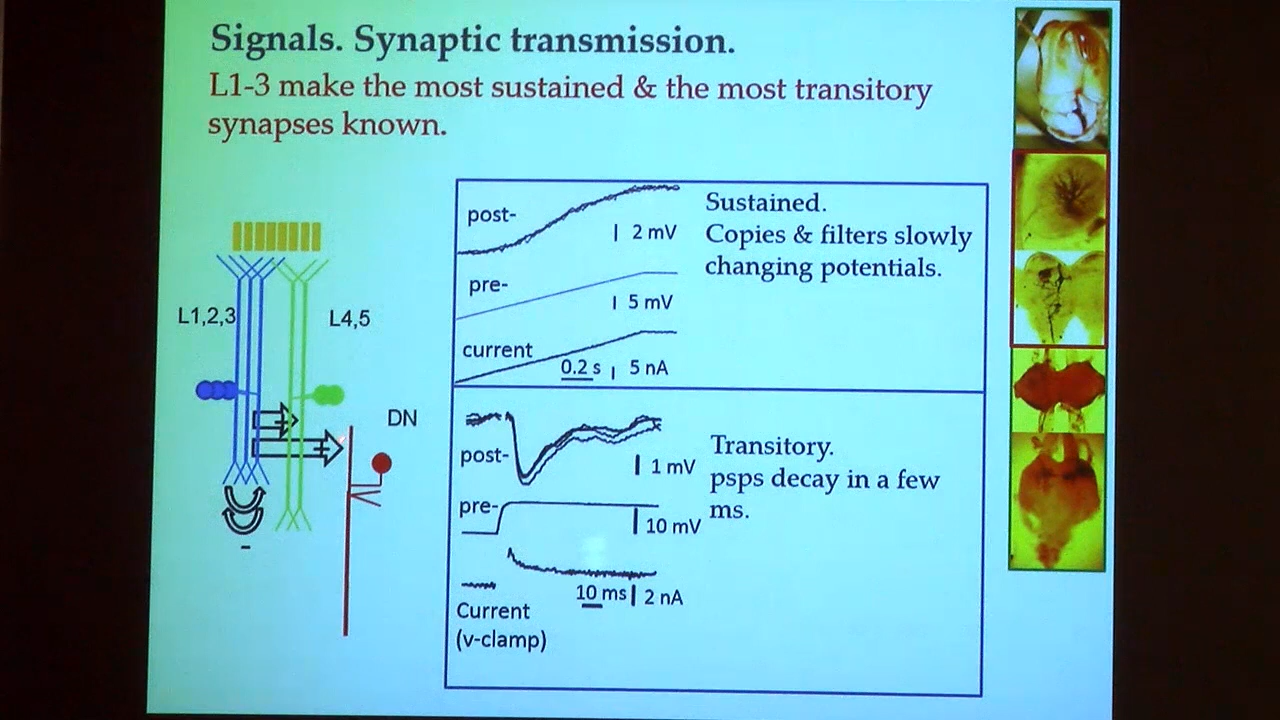 Signals. Synaptic transmission.
L1-3 make the most sustained & the most transitory
synapses known.
L1,2,3
L4,5
DN
+
+
-
post-
2 mV
pre-
5 mV
current
0.2 s
5 nA
Sustained.
Copies & filters slowly
changing potentials.
post-
1 mV
pre-
10 mV
10 ms
2 nA
Current
(v-clamp)
Transitory.
psps decay in a few
ms.